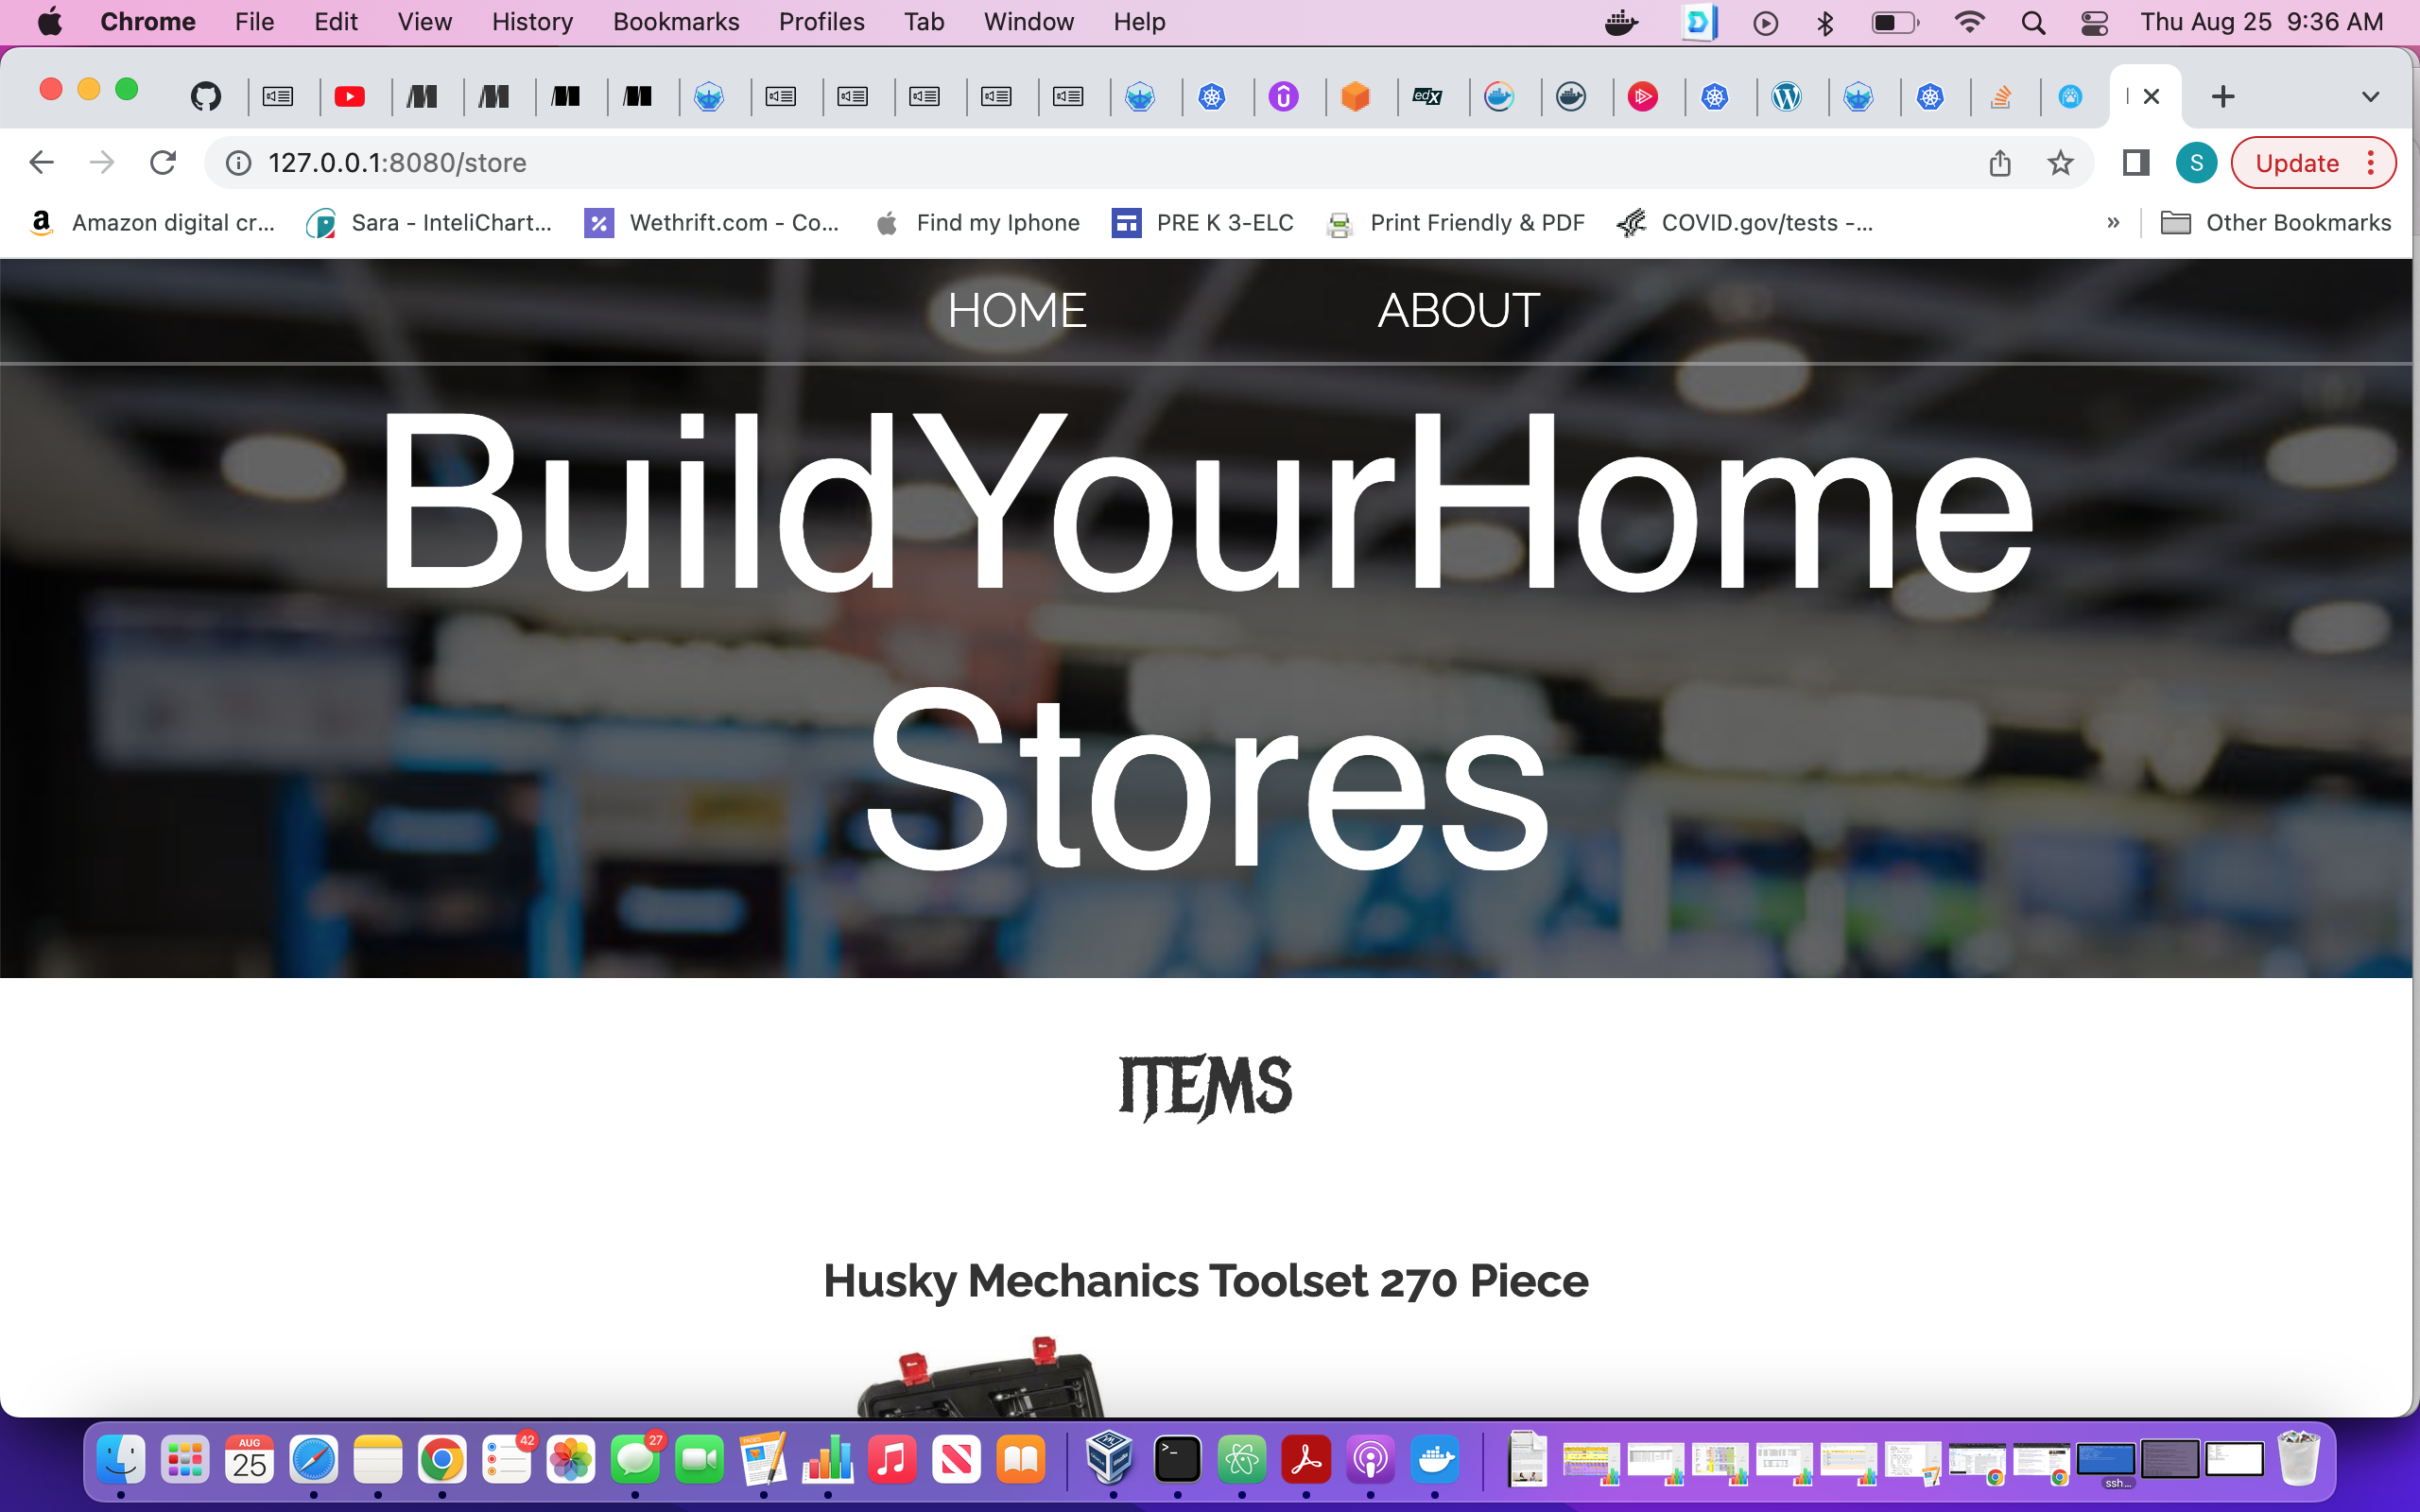 Chrome File Edit View History Bookmarks Profiles Tab Window Help Thu Aug 25 9:36 AM
edX
127.0.0.1:8080/store S Update
Amazon digital cr... Sara - InteliChart... Wethrift.com - Co... Find my Iphone PRE K 3-ELC Print Friendly & PDF COVID.gov/tests -... » Other Bookmarks
HOME ABOUT
BuildYourHome
Stores
ITEMS
Husky Mechanics Toolset 270 Piece
AUG 42 27 PAGES
25
ssh...